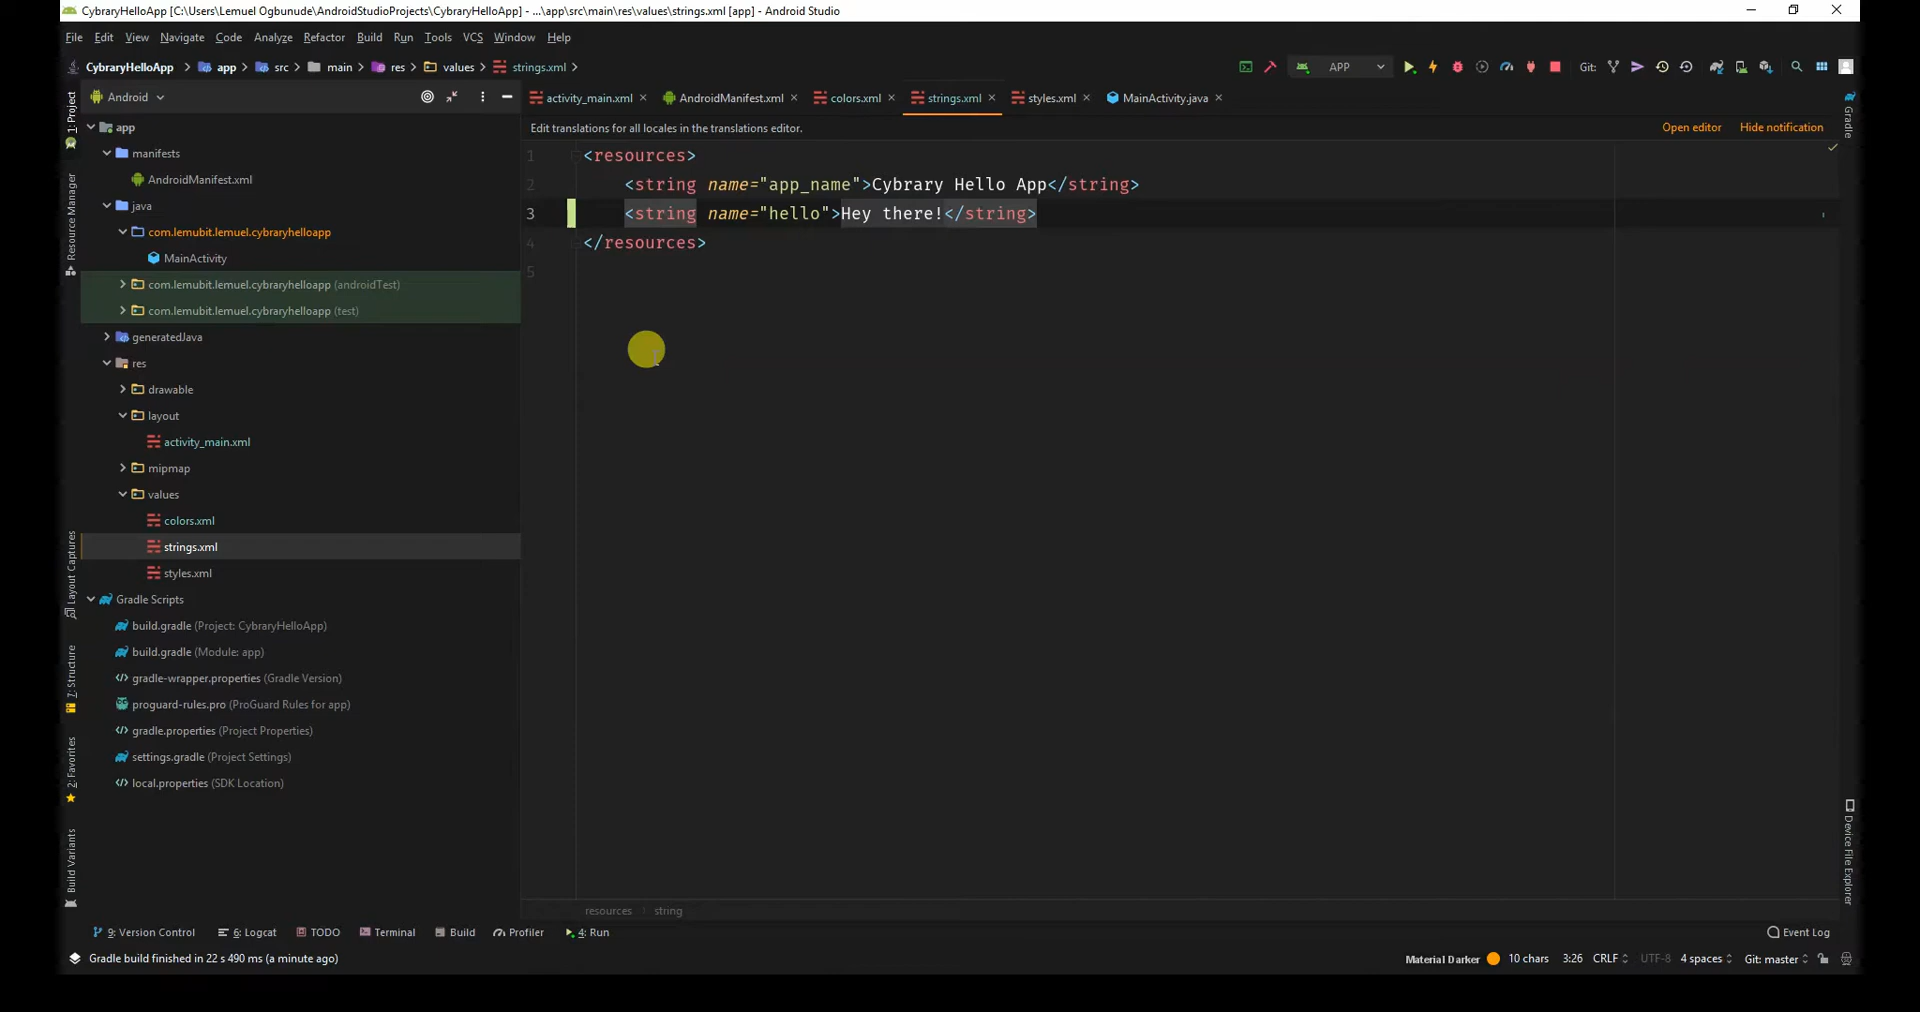 CybraryHelloApp [C:\Users\Lemuel Ogbunude\AndroidStudioProjects\CybraryHelloApp] - ...\app\src\main\res\values\strings.xml [app] - Android Studio
File Edit View Navigate Code Analyze Refactor Build Run Tools VCS Window Help
CybraryHelloApp app src main res values strings.xml APP Git:
Android
activity_main.xml AndroidManifest.xml colors.xml strings.xml styles.xml MainActivity.java
Edit translations for all locales in the translations editor. Open editor Hide notification
1 <resources>
2 <string name="app_name">Cybrary Hello App</string>
3 <string name="hello">Hey there!</string>
4 </resources>
5
app
manifests
AndroidManifest.xml
java
com.lemubit.lemuel.cybraryhelloapp
MainActivity
com.lemubit.lemuel.cybraryhelloapp (androidTest)
com.lemubit.lemuel.cybraryhelloapp (test)
generatedJava
res
drawable
layout
activity_main.xml
mipmap
values
colors.xml
strings.xml
styles.xml
Gradle Scripts
build.gradle (Project: CybraryHelloApp)
build.gradle (Module: app)
gradle-wrapper.properties (Gradle Version)
proguard-rules.pro (ProGuard Rules for app)
gradle.properties (Project Properties)
settings.gradle (Project Settings)
local.properties (SDK Location)
1: Project
Resource Manager
Layout Captures
7: Structure
2: Favorites
Build Variants
Gradle
Device File Explorer
resources string
9: Version Control 6: Logcat TODO Terminal Build Profiler 4: Run Event Log
Gradle build finished in 22 s 490 ms (a minute ago) Material Darker 10 chars 3:26 CRLF UTF-8 4 spaces Git: master